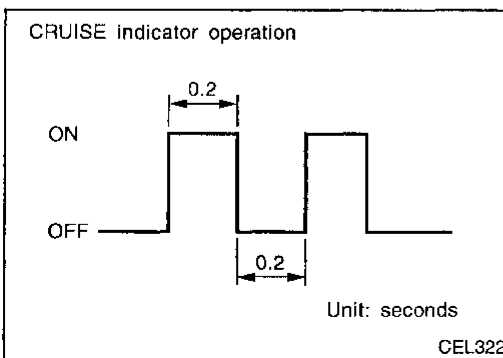 CRUISE indicator operation
0.2
ON
OFF
0.2
Unit: seconds
CEL322